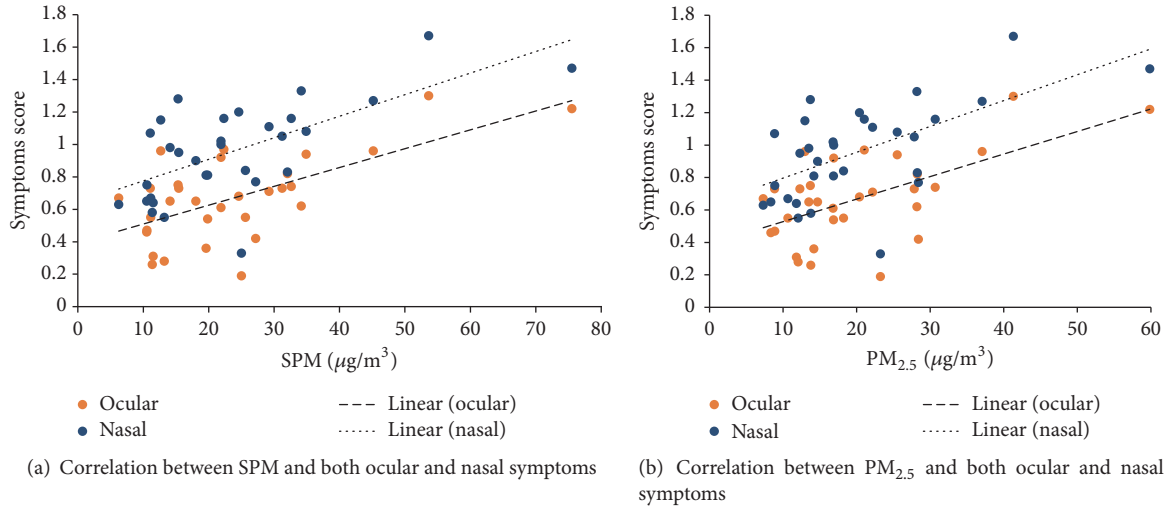 Symptoms score
1.8
1.6
1.4
1.2
1
0.8
0.6
0.4
0.2
0
0 10 20 30 40 50 60 70 80
SPM (μg/m³)
Ocular
Nasal
Linear (ocular)
Linear (nasal)
(a) Correlation between SPM and both ocular and nasal symptoms
Symptoms score
1.8
1.6
1.4
1.2
1
0.8
0.6
0.4
0.2
0
0 10 20 30 40 50 60
PM₂.₅ (μg/m³)
Ocular
Nasal
Linear (ocular)
Linear (nasal)
(b) Correlation between PM₂.₅ and both ocular and nasal
symptoms